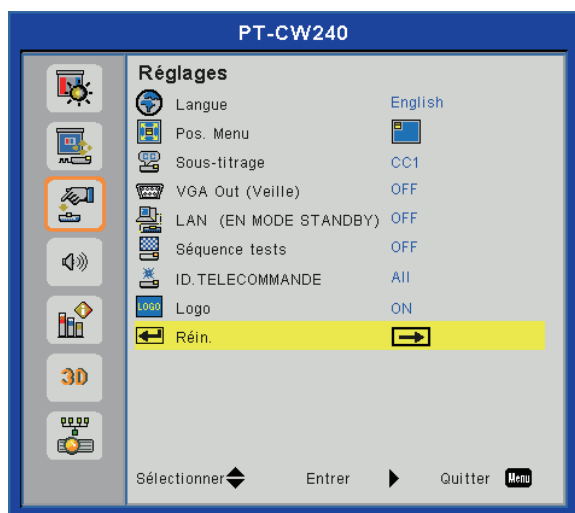 PT-CW240
Réglages
Langue English
Pos. Menu
Sous-titrage CC1
VGA Out (Veille) OFF
LAN (EN MODE STANDBY) OFF
Séquence tests OFF
ID.TELECOMMANDE All
LOGO Logo ON
Réin.
3D
Sélectionner Entrer Quitter Menu